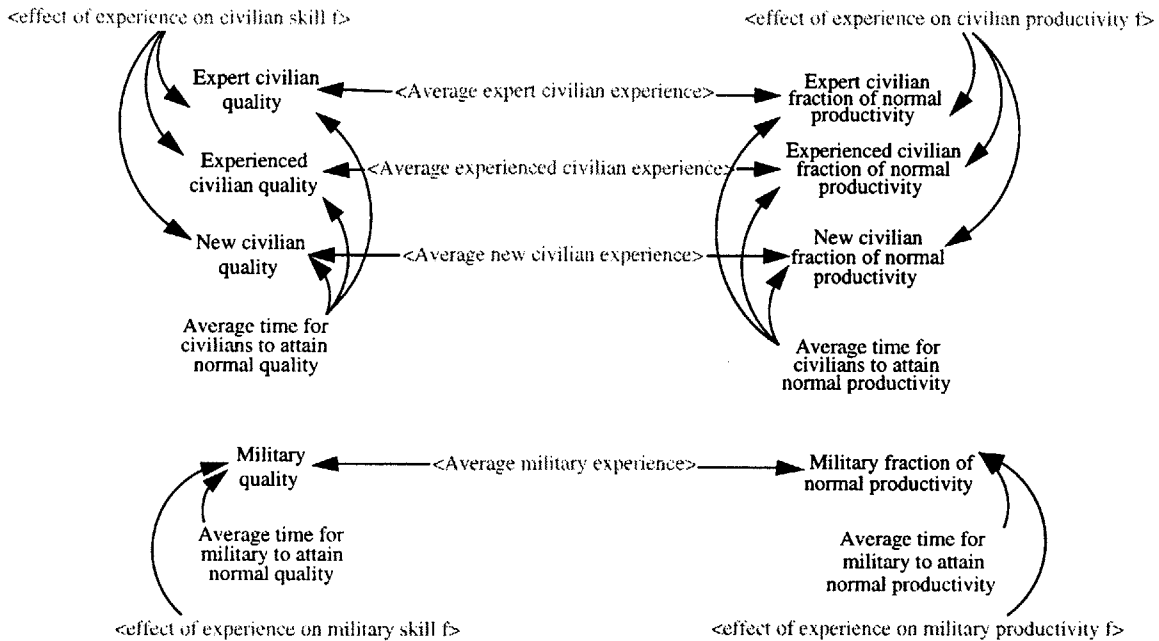 <effect of experience on civilian skill f>
<effect of experience on civilian productivity f>
Expert civilian
quality
<Average expert civilian experience>
Expert civilian
fraction of normal
productivity
Experienced
civilian quality
<Average experienced civilian experience>
Experienced civilian
fraction of normal
productivity
New civilian
quality
<Average new civilian experience>
New civilian
fraction of normal
productivity
Average time for
civilians to attain
normal quality
Average time for
civilians to attain
normal productivity
Military
quality
<Average military experience>
Military fraction of
normal productivity
Average time for
military to attain
normal quality
Average time for
military to attain
normal productivity
<effect of experience on military skill f>
<effect of experience on military productivity f>